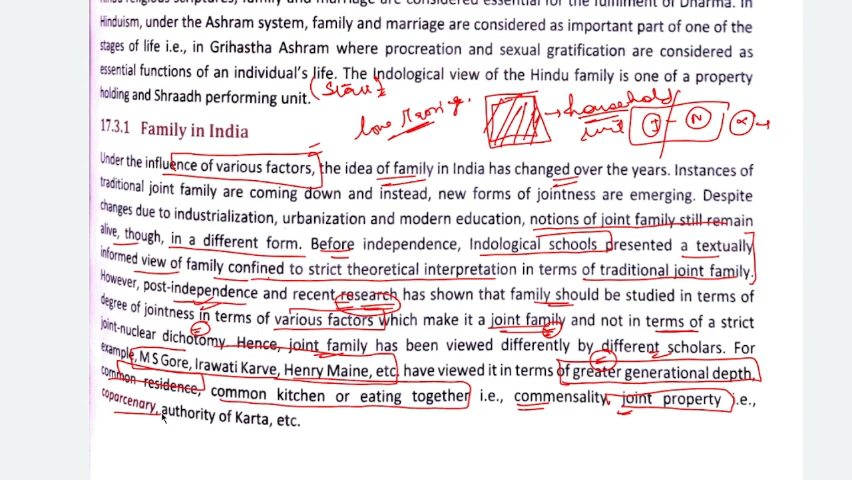 Hindu religious scriptures, family and marriage are considered essential for the fulfilment of Dharma. In
Hinduism, under the Ashram system, family and marriage are considered as important part of one of the
stages of life i.e., in Grihastha Ashram where procreation and sexual gratification are considered as
essential functions of an individual's life. The Indological view of the Hindu family is one of a property
holding and Shraadh performing unit.
household
unit
17.3.1 Family in India
Under the influence of various factors, the idea of family in India has changed over the years. Instances of
traditional joint family are coming down and instead, new forms of jointness are emerging. Despite
changes due to industrialization, urbanization and modern education, notions of joint family still remain
alive, though, in a different form. Before independence, Indological schools presented a textually
informed view of family confined to strict theoretical interpretation in terms of traditional joint family.
However, post-independence and recent research has shown that family should be studied in terms of
degree of jointness in terms of various factors which make it a joint family and not in terms of a strict
joint-nuclear dichotomy. Hence, joint family has been viewed differently by different scholars. For
example, M S Gore, Irawati Karve, Henry Maine, etc. have viewed it in terms of greater generational depth,
common residence, common kitchen or eating together i.e., commensality, joint property i.e.,
coparcenary, authority of Karta, etc.